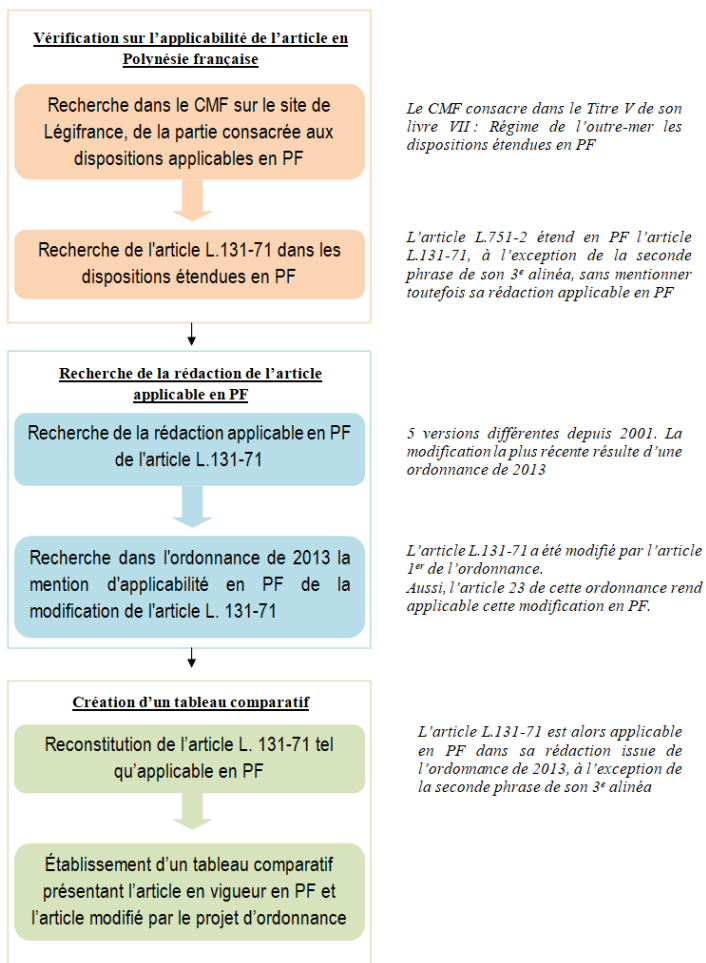 Vérification sur l'applicabilité de l'article en
Polynésie française
Recherche dans le CMF sur le site de
Légifrance, de la partie consacrée aux
dispositions applicables en PF
Le CMF consacre dans le Titre V de son
livre VII : Régime de l'outre-mer les
dispositions étendues en PF
Recherche de l'article L.131-71 dans les
dispositions étendues en PF
L'article L.751-2 étend en PF l'article
L.131-71, à l'exception de la seconde
phrase de son 3e alinéa, sans mentionner
toutefois sa rédaction applicable en PF
Recherche de la rédaction de l'article
applicable en PF
Recherche de la rédaction applicable en PF
de l'article L.131-71
5 versions différentes depuis 2001. La
modification la plus récente résulte d'une
ordonnance de 2013
Recherche dans l'ordonnance de 2013 la
mention d'applicabilité en PF de la
modification de l'article L. 131-71
L'article L.131-71 a été modifié par l'article
1er de l'ordonnance.
Aussi, l'article 23 de cette ordonnance rend
applicable cette modification en PF.
Création d'un tableau comparatif
Reconstitution de l'article L. 131-71 tel
qu'applicable en PF
L'article L.131-71 est alors applicable
en PF dans sa rédaction issue de
l'ordonnance de 2013, à l'exception de
la seconde phrase de son 3e alinéa
Établissement d'un tableau comparatif
présentant l'article en vigueur en PF et
l'article modifié par le projet d'ordonnance